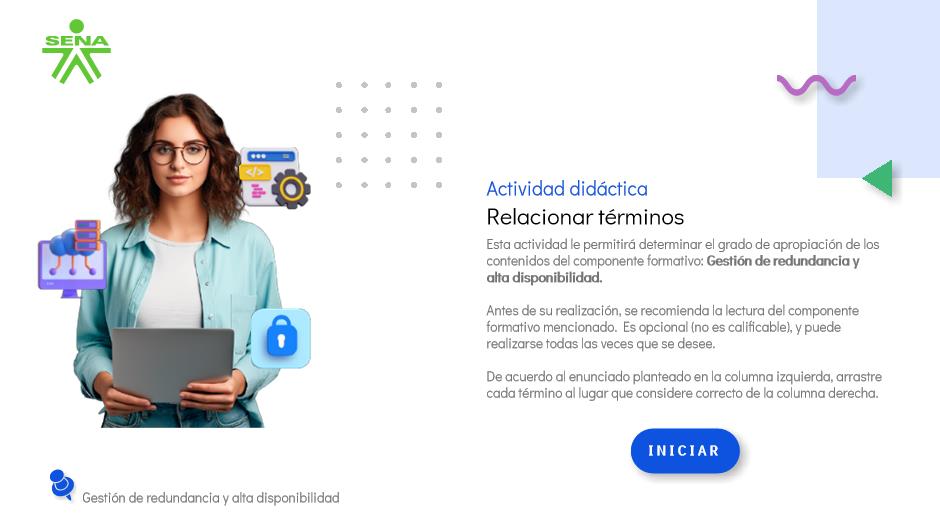 SENA
</>
Actividad didáctica
Relacionar términos
Esta actividad le permitirá determinar el grado de apropiación de los
contenidos del componente formativo: Gestión de redundancia y
alta disponibilidad.
Antes de su realización, se recomienda la lectura del componente
formativo mencionado. Es opcional (no es calificable), y puede
realizarse todas las veces que se desee.
De acuerdo al enunciado planteado en la columna izquierda, arrastre
cada término al lugar que considere correcto de la columna derecha.
INICIAR
Gestión de redundancia y alta disponibilidad